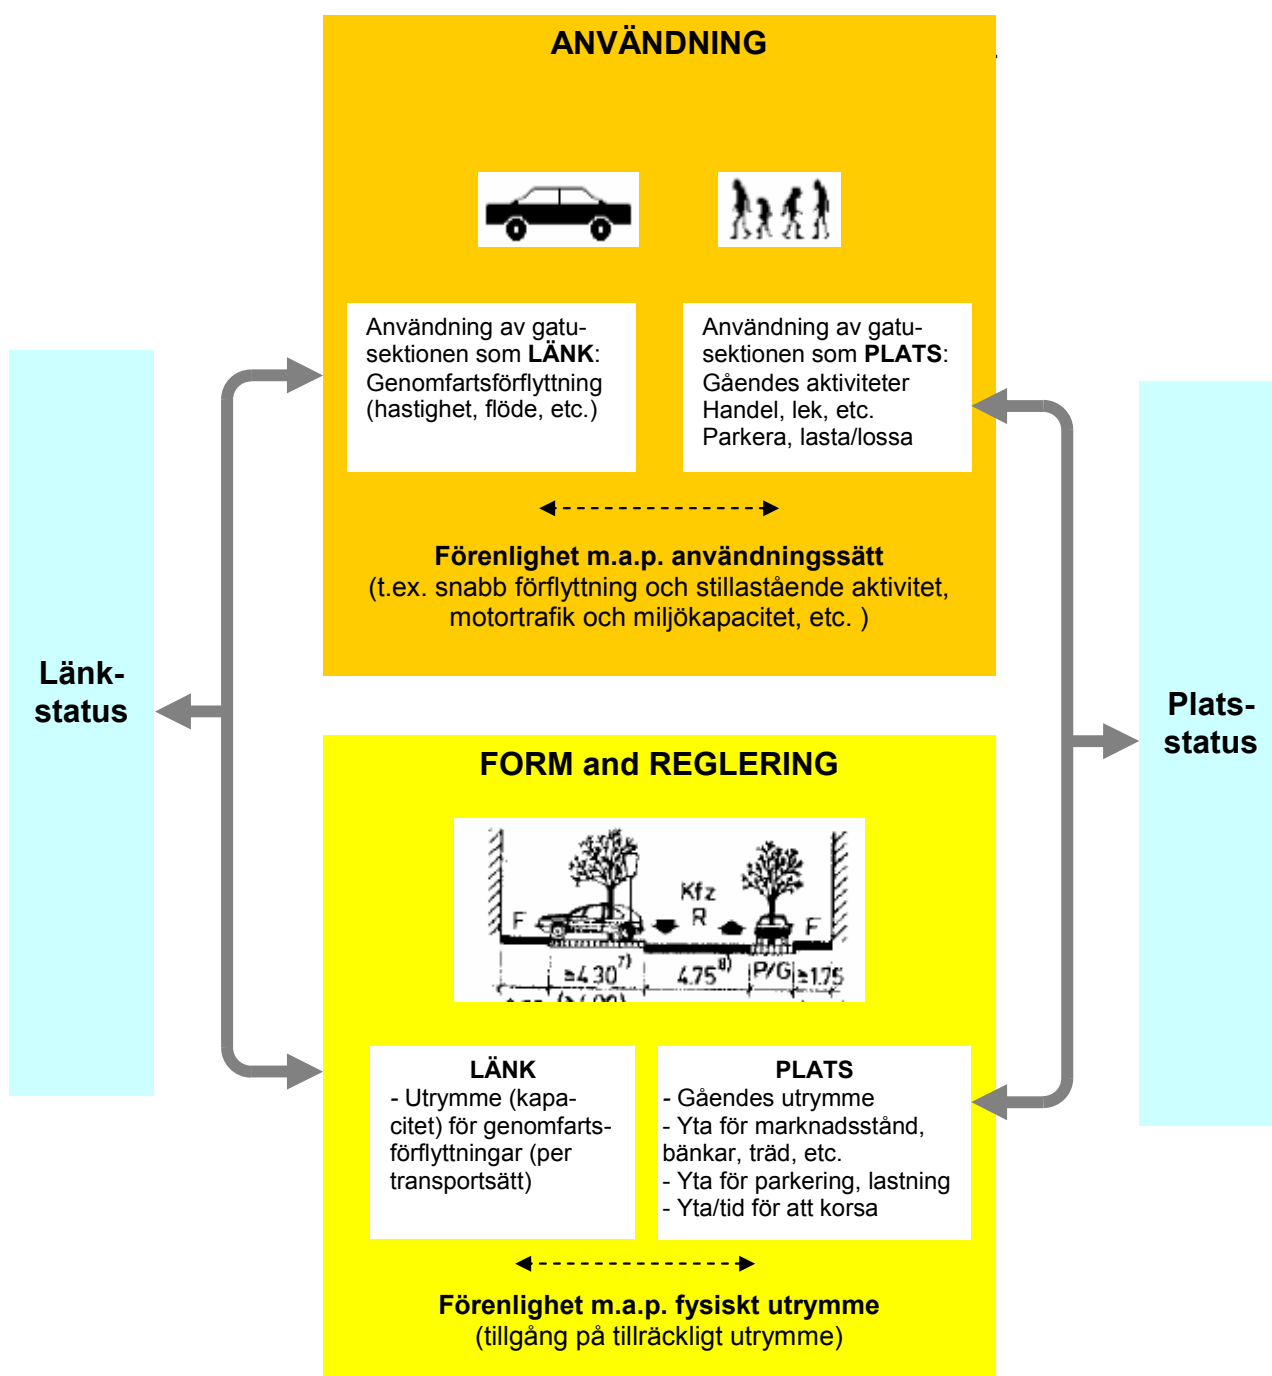 ANVÄNDNING
Användning av gatu-
sektionen som LÄNK:
Genomfartsförflyttning
(hastighet, flöde, etc.)
Användning av gatu-
sektionen som PLATS:
Gåendes aktiviteter
Handel, lek, etc.
Parkera, lasta/lossa
Förenlighet m.a.p. användningssätt
(t.ex. snabb förflyttning och stillastående aktivitet,
motortrafik och miljökapacitet, etc. )
Länk-
status
Plats-
status
FORM and REGLERING
Kfz
F R F
≥4.30 7) 4.75 8) P/G ≥1.75
LÄNK
- Utrymme (kapa-
citet) för genomfarts-
förflyttningar (per
transportsätt)
PLATS
- Gåendes utrymme
- Yta för marknadsstånd,
bänkar, träd, etc.
- Yta för parkering, lastning
- Yta/tid för att korsa
Förenlighet m.a.p. fysiskt utrymme
(tillgång på tillräckligt utrymme)